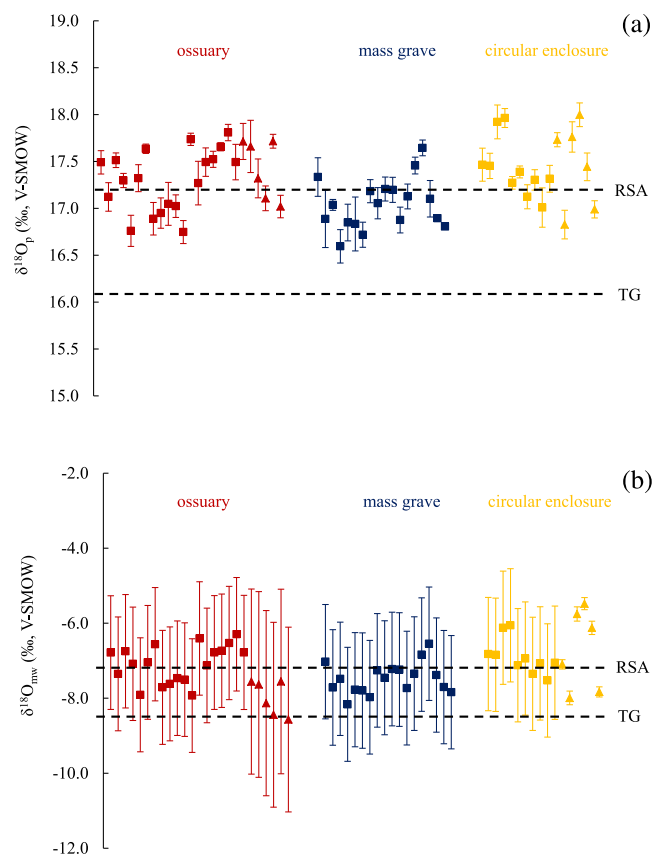 19.0
(a)
ossuary mass grave circular enclosure
18.5
18.0
17.5
RSA
17.0
16.5
TG
16.0
15.5
15.0
δ¹⁸Oₚ (‰, V-SMOW)
-2.0
(b)
ossuary mass grave circular enclosure
-4.0
-6.0
RSA
-8.0
TG
-10.0
-12.0
δ¹⁸Omw (‰, V-SMOW)